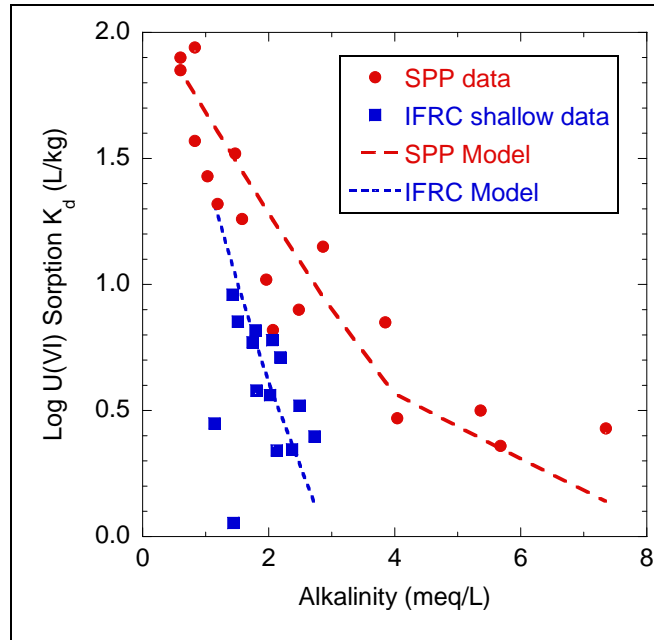 2.0
1.5
1.0
0.5
0.0
Log U(VI) Sorption K_d (L/kg)
SPP data
IFRC shallow data
SPP Model
IFRC Model
0 2 4 6 8
Alkalinity (meq/L)